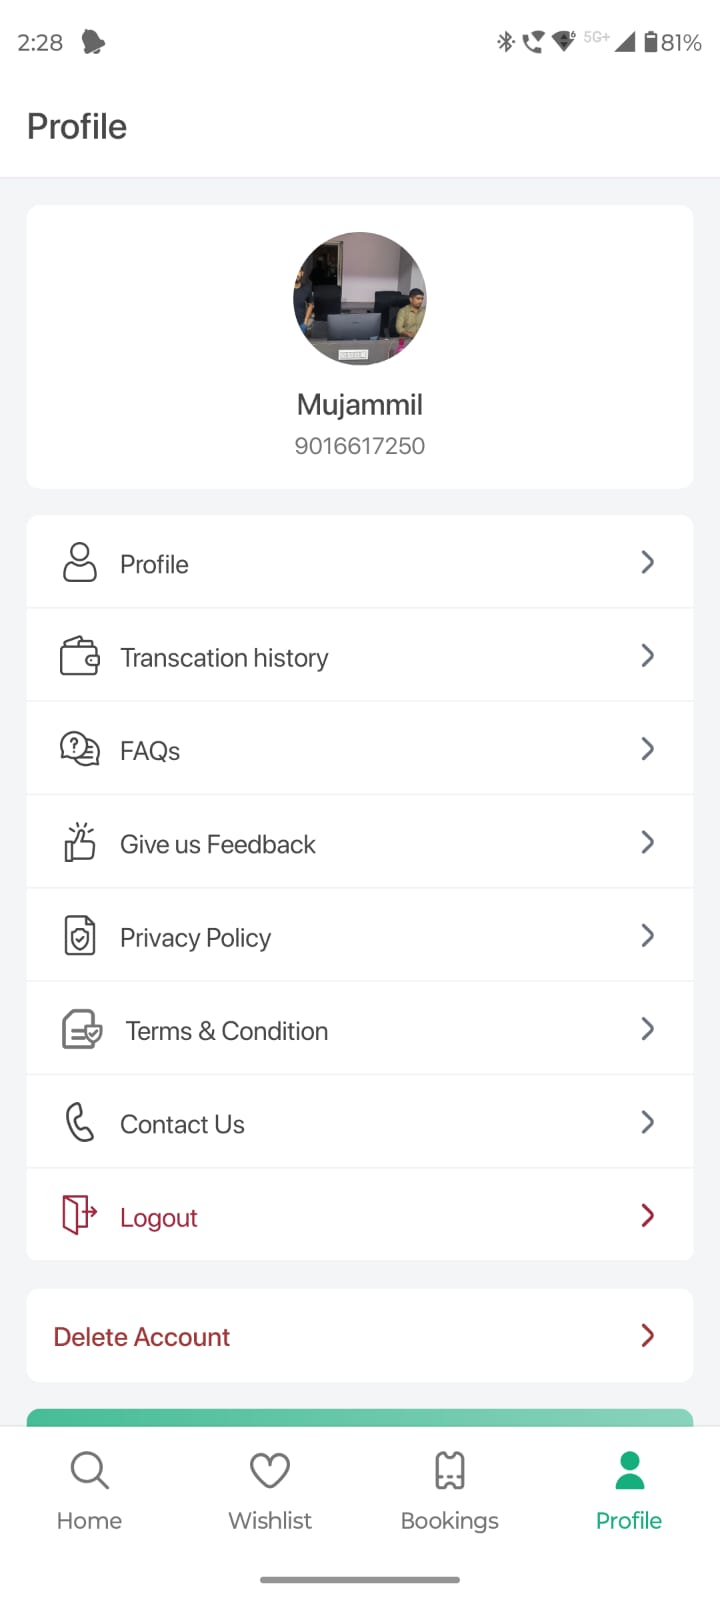 2:28 5G+ 81%
Profile
Mujammil
9016617250
Profile
Transcation history
FAQs
Give us Feedback
Privacy Policy
Terms & Condition
Contact Us
Logout
Delete Account
Home Wishlist Bookings Profile